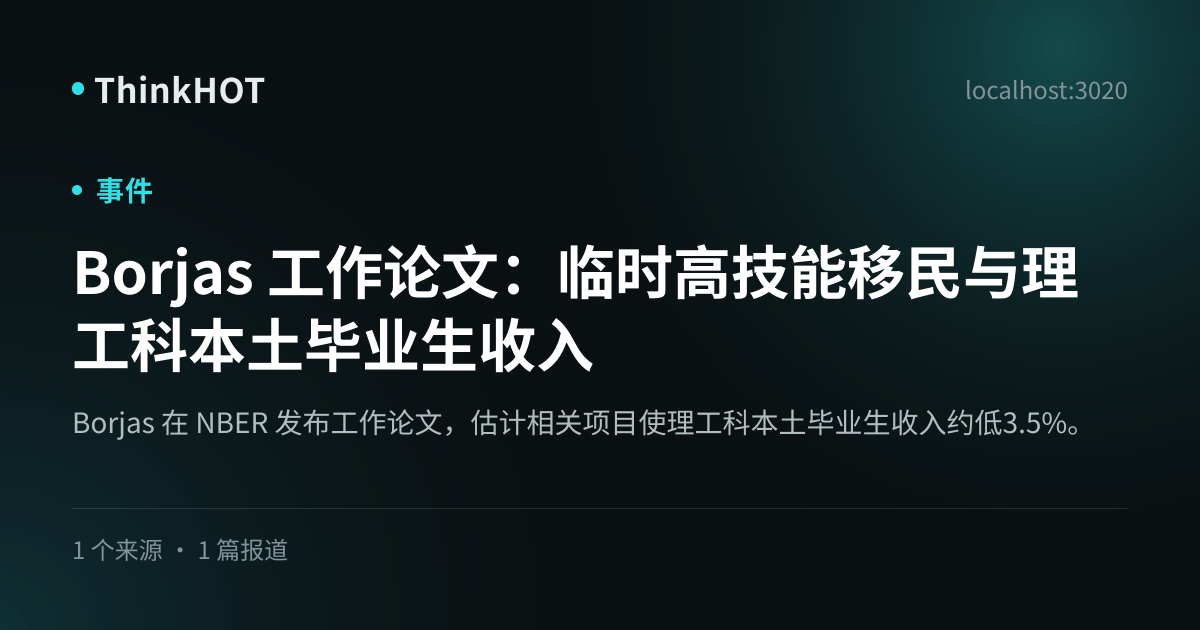 ThinkHOT
localhost:3020
事件
Borjas 工作论文：临时高技能移民与理
工科本土毕业生收入
Borjas 在 NBER 发布工作论文，估计相关项目使理工科本土毕业生收入约低3.5%。
1 个来源 · 1 篇报道